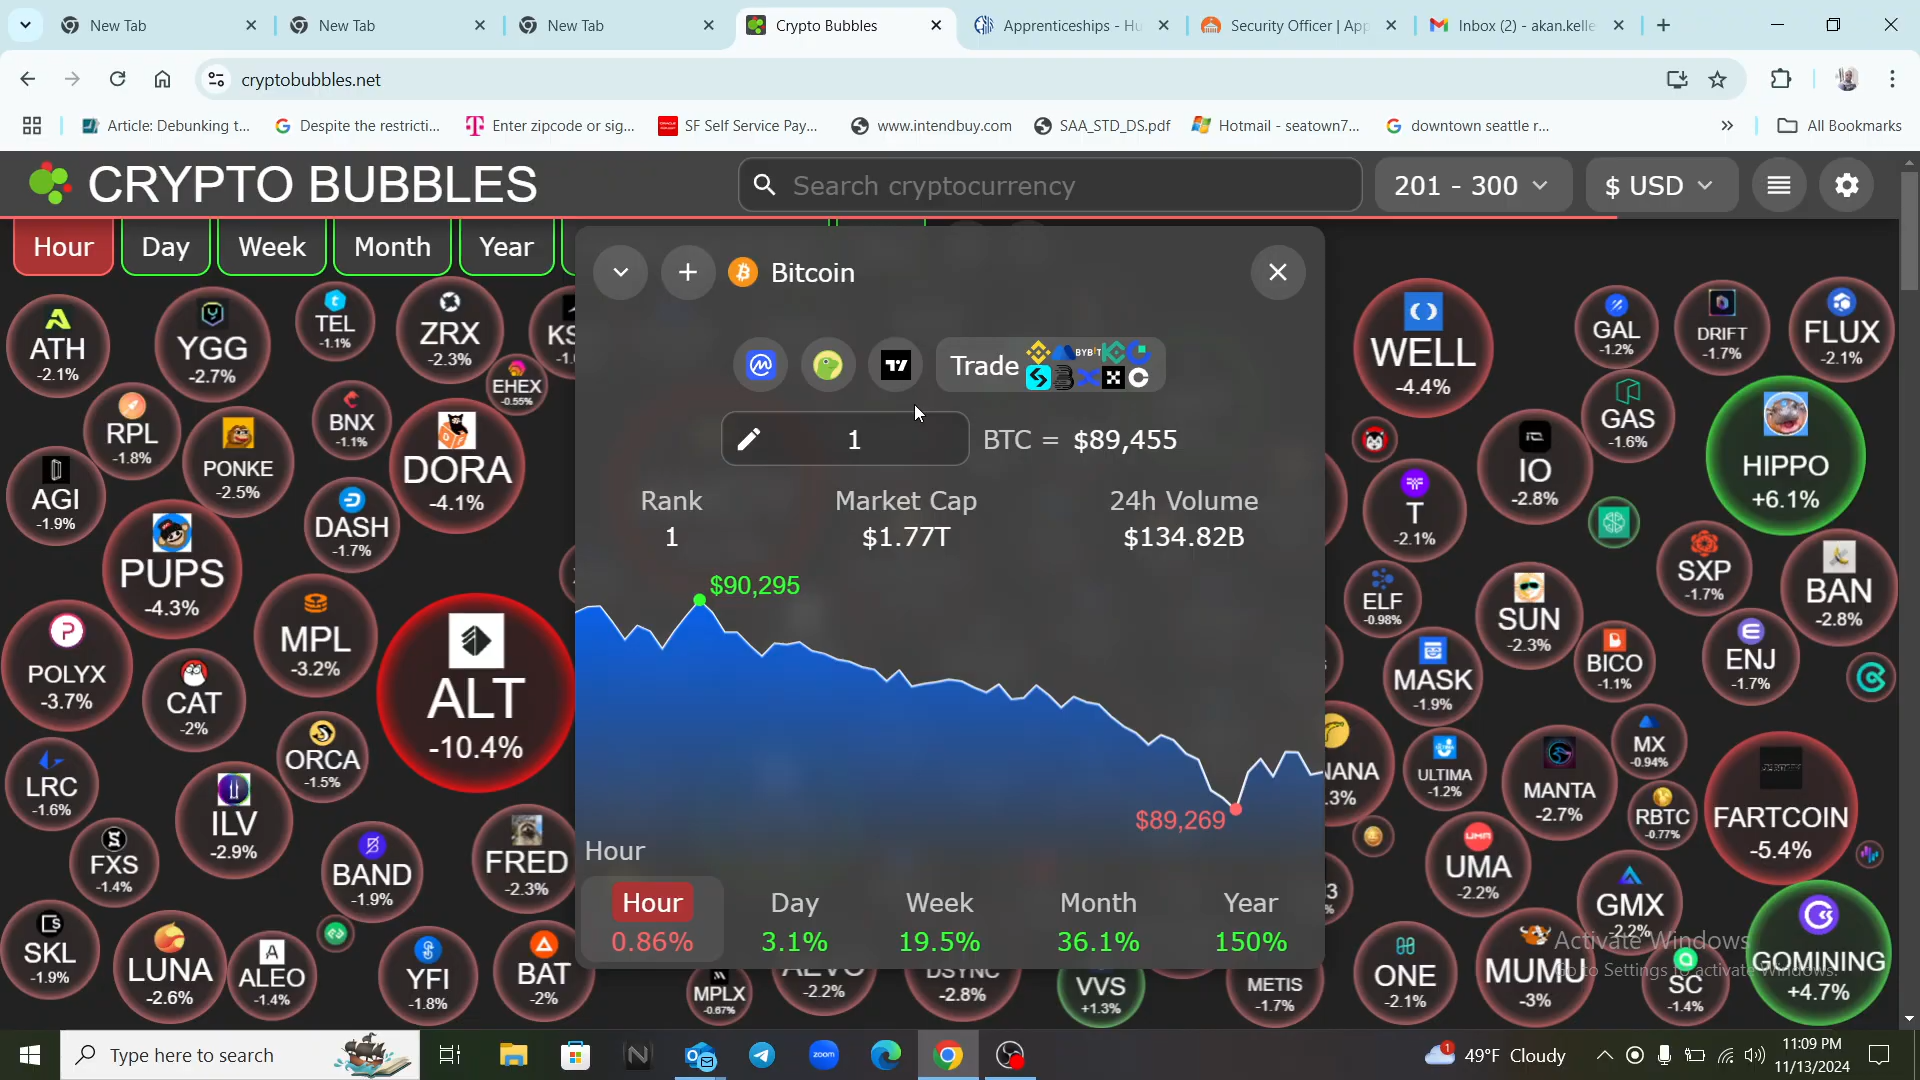 New Tab
New Tab
New Tab
Crypto Bubbles
Apprenticeships - Hu
Security Officer | App
Inbox (2) - akan.kelle
cryptobubbles.net
Article: Debunking t...
Despite the restricti...
Enter zipcode or sig...
SF Self Service Pay...
www.intendbuy.com
SAA_STD_DS.pdf
Hotmail - seatown7...
downtown seattle r...
All Bookmarks
CRYPTO BUBBLES
Search cryptocurrency
201 - 300
$ USD
Hour
Day
Week
Month
Year
Bitcoin
Trade
BYBIT
1
BTC = $89,455
Rank
Market Cap
24h Volume
1
$1.77T
$134.82B
$90,295
$89,269
Hour
Hour
Day
Week
Month
Year
0.86%
3.1%
19.5%
36.1%
150%
ATH
-2.1%
YGG
-2.7%
TEL
-1.1%
ZRX
-2.3%
EHEX
-0.55%
RPL
-1.8%
PONKE
-2.5%
BNX
-1.1%
DORA
-4.1%
AGI
-1.9%
DASH
-1.7%
PUPS
-4.3%
MPL
-3.2%
ALT
-10.4%
POLYX
-3.7%
CAT
-2%
ORCA
-1.5%
LRC
-1.6%
ILV
-2.9%
FXS
-1.4%
BAND
-1.9%
FRED
-2.3%
SKL
-1.9%
LUNA
-2.6%
ALEO
-1.4%
YFI
-1.8%
BAT
-2%
MPLX
-0.67%
AEVO
-2.2%
DSYNC
-2.8%
VVS
+1.3%
METIS
-1.7%
WELL
-4.4%
GAL
-1.2%
DRIFT
-1.7%
FLUX
-2.1%
GAS
-1.6%
HIPPO
+6.1%
IO
-2.8%
T
-2.1%
ELF
-0.98%
SUN
-2.3%
SXP
-1.7%
BAN
-2.8%
MASK
-1.9%
BICO
-1.1%
ENJ
-1.7%
ULTIMA
-1.2%
MANTA
-2.7%
MX
-0.94%
RBTC
-0.77%
FARTCOIN
-5.4%
UMA
-2.2%
GMX
-2.2%
ONE
-2.1%
MUMU
-3%
SC
-1.4%
GOMINING
+4.7%
Activate Windows
Go to Settings to activate Windows.
Type here to search
zoom
1
49°F Cloudy
11:09 PM
11/13/2024